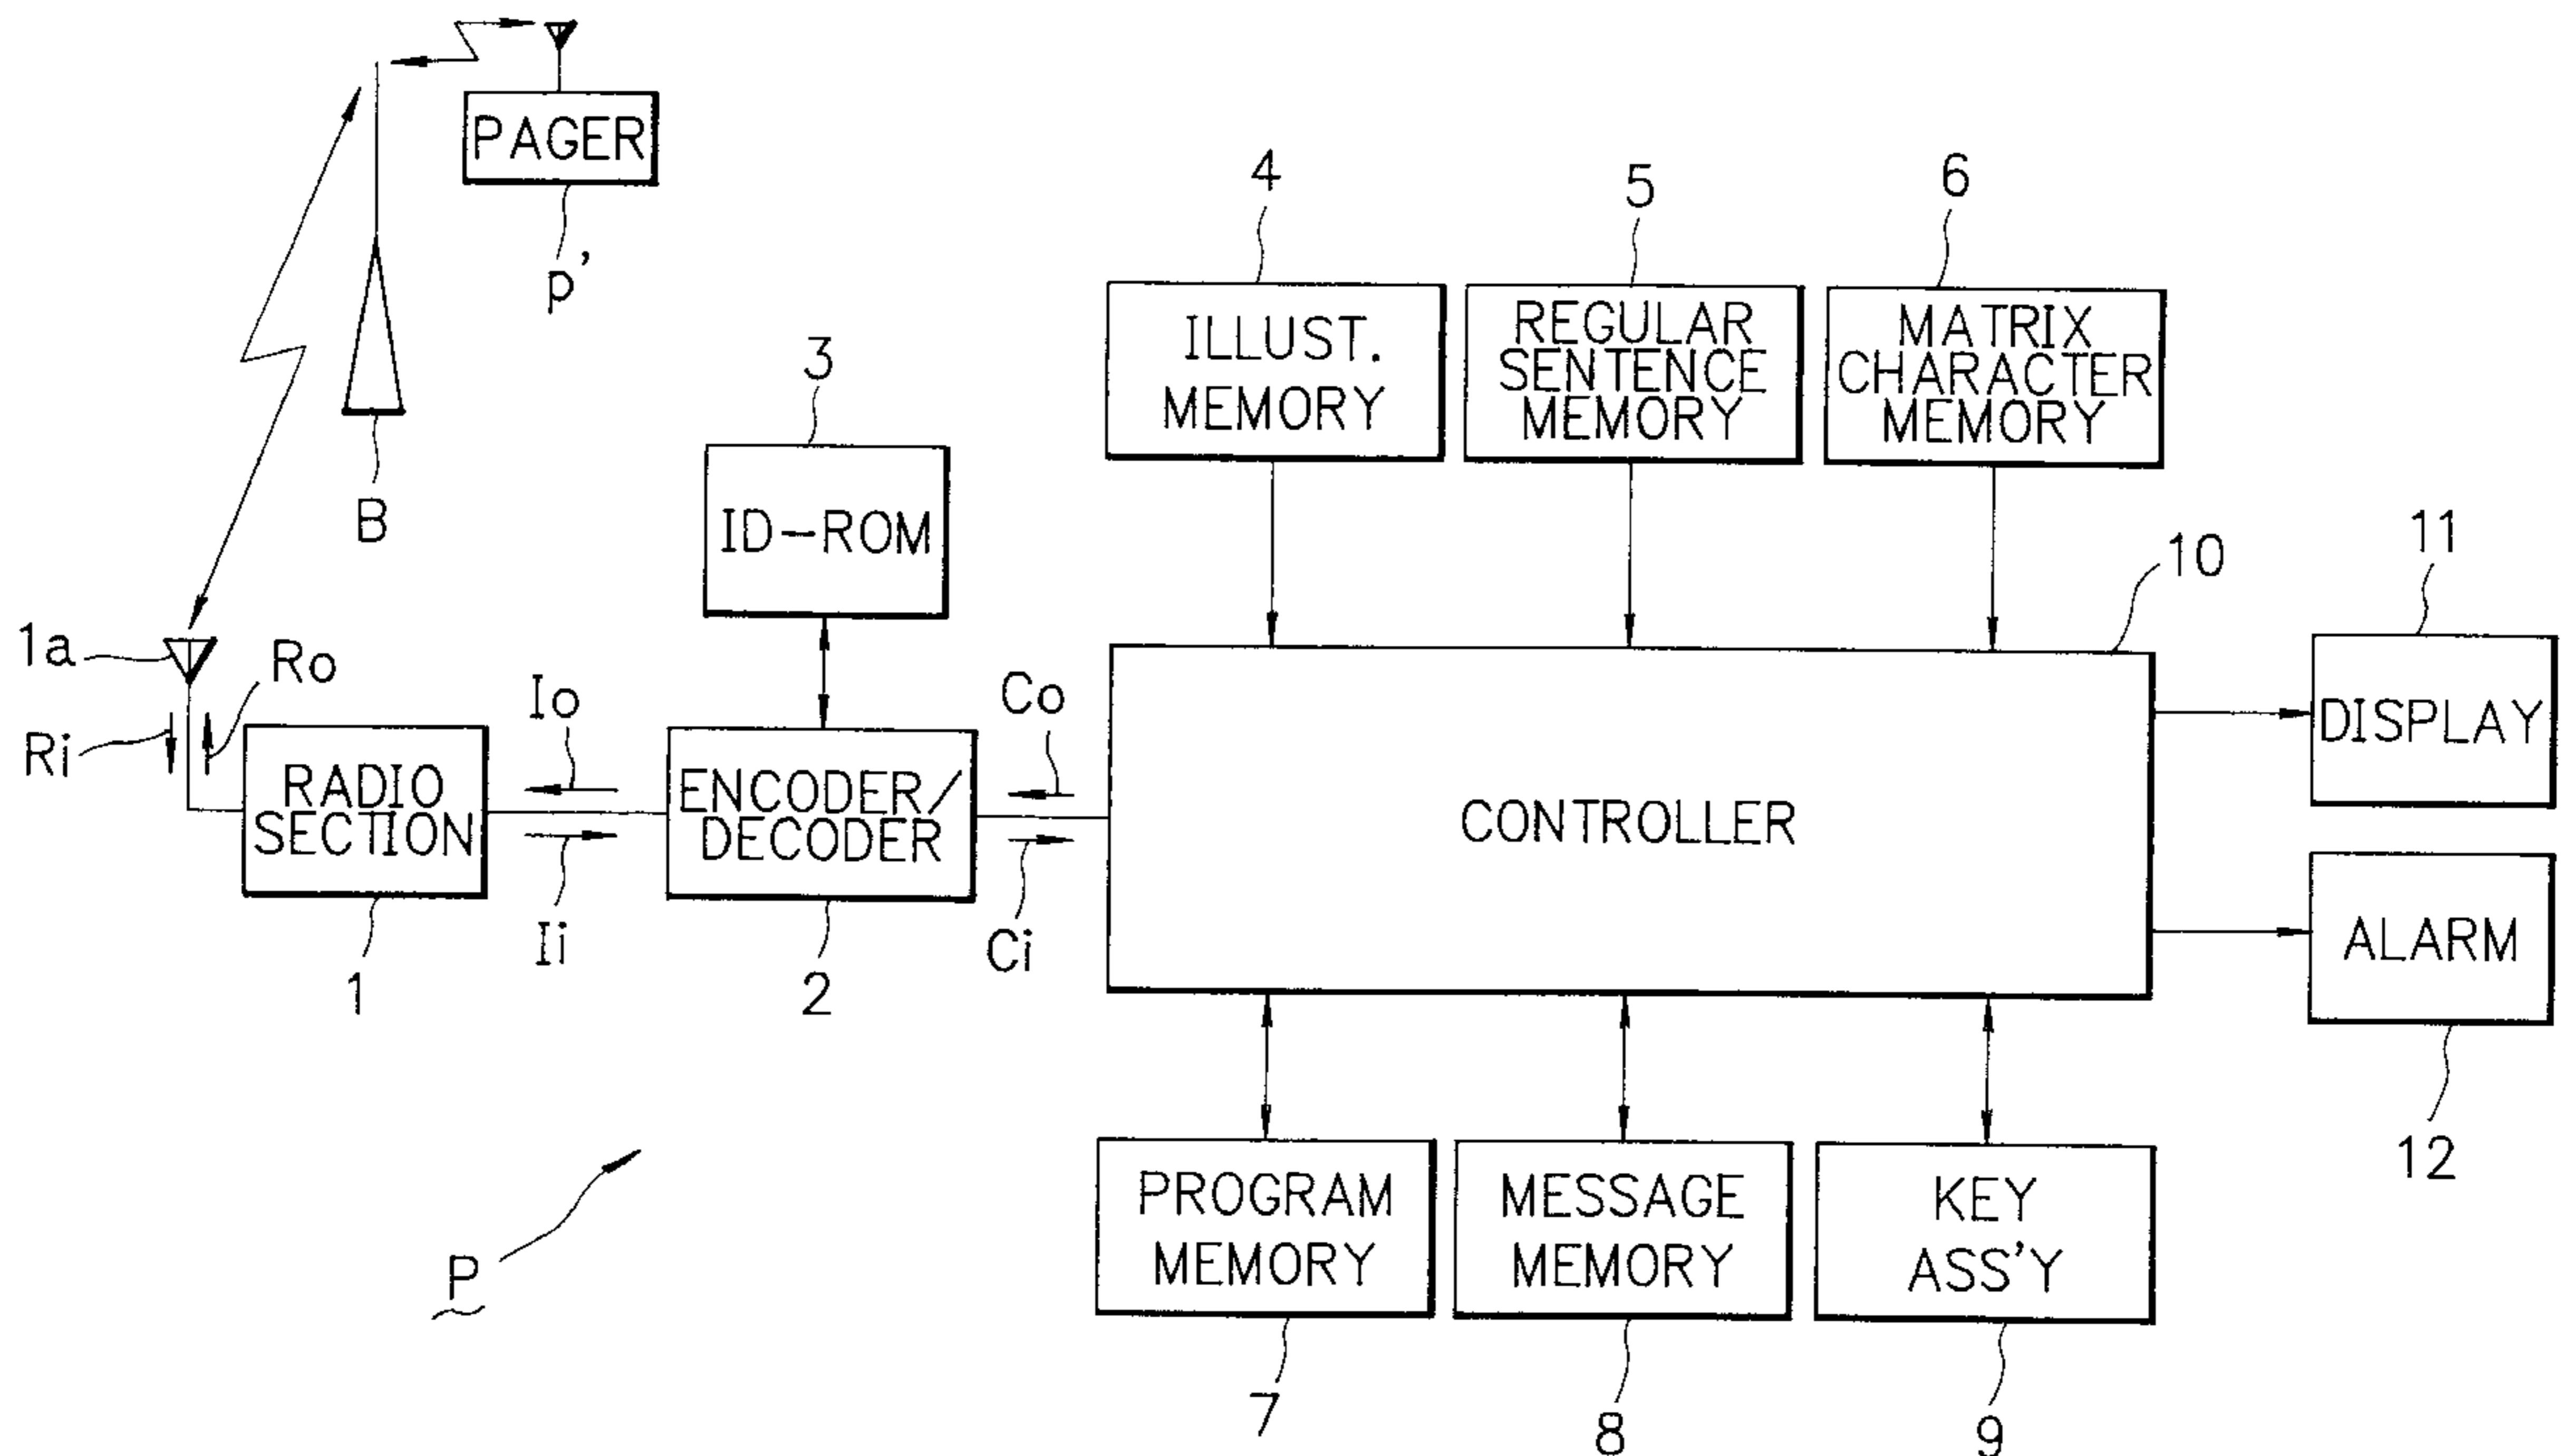 PAGER
p'
B
4
ILLUST.
MEMORY
5
REGULAR
SENTENCE
MEMORY
6
MATRIX
CHARACTER
MEMORY
3
ID-ROM
10
11
DISPLAY
1a
Ri
Ro
RADIO
SECTION
1
Io
Ii
ENCODER/
DECODER
2
Co
Ci
CONTROLLER
ALARM
12
P
PROGRAM
MEMORY
7
MESSAGE
MEMORY
8
KEY
ASS'Y
9